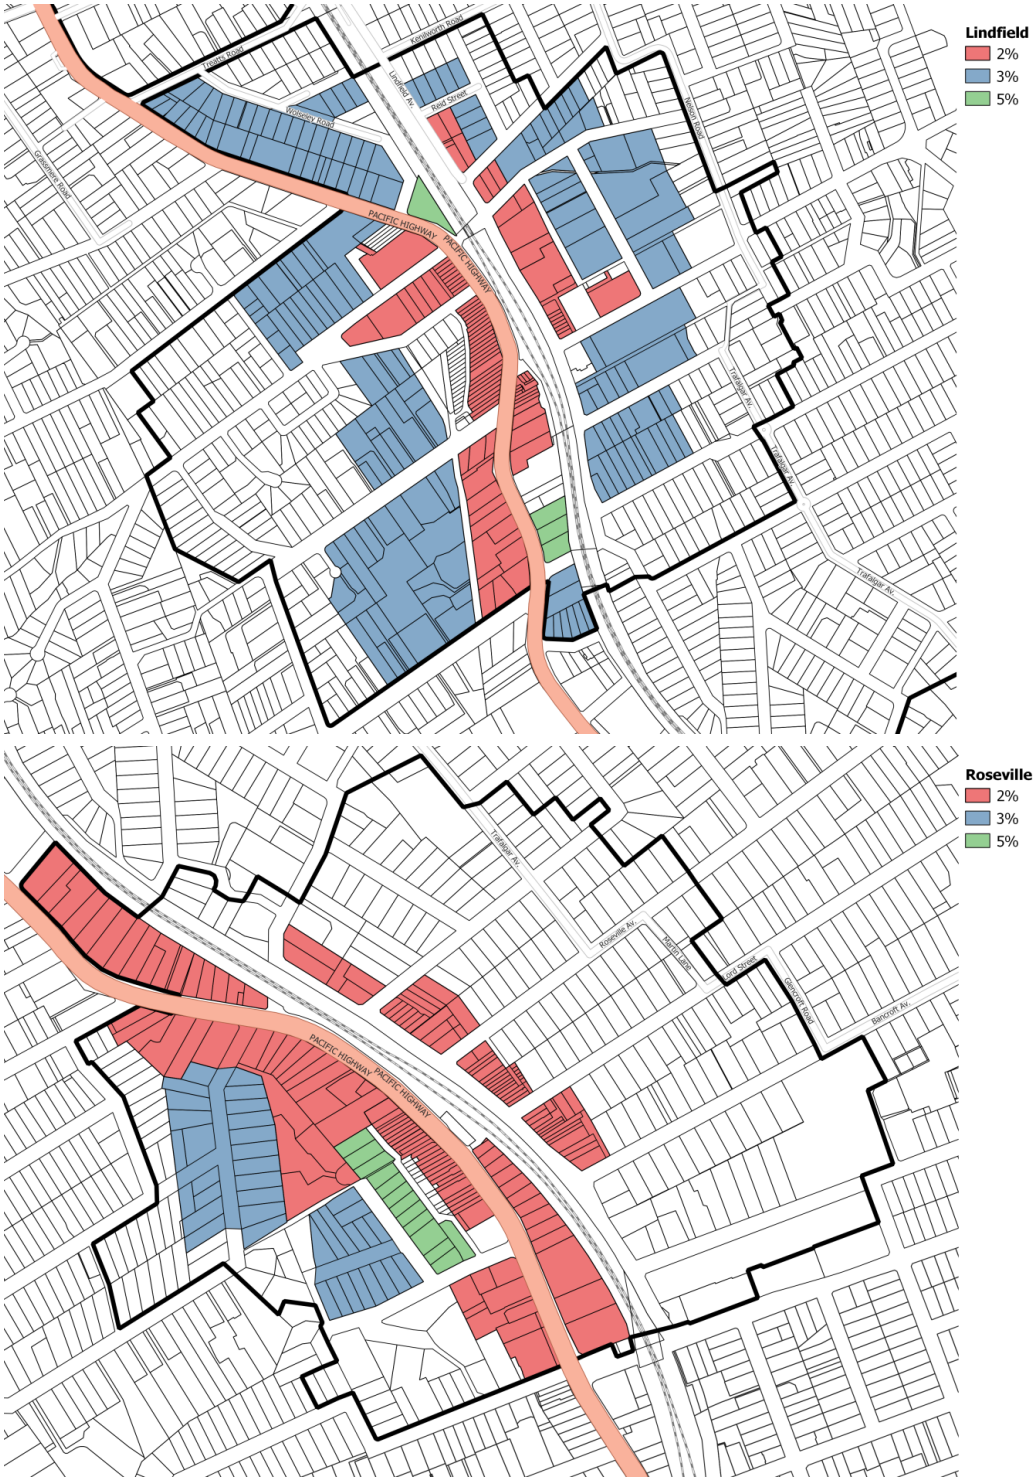 Lindfield
2%
3%
5%
Treatts Road
Kenilworth Road
Lindfield Av.
Reid Street
Wolseley Road
Nelson Road
Grassmere Road
PACIFIC HIGHWAY
PACIFIC HIGHWAY
Trafalgar Av.
Trafalgar Av.
Trafalgar Av.
Roseville
2%
3%
5%
Trafalgar Av.
Roseville Av.
Martin Lane
Lord Street
Glencroft Road
Bancroft Av.
PACIFIC HIGHWAY
PACIFIC HIGHWAY